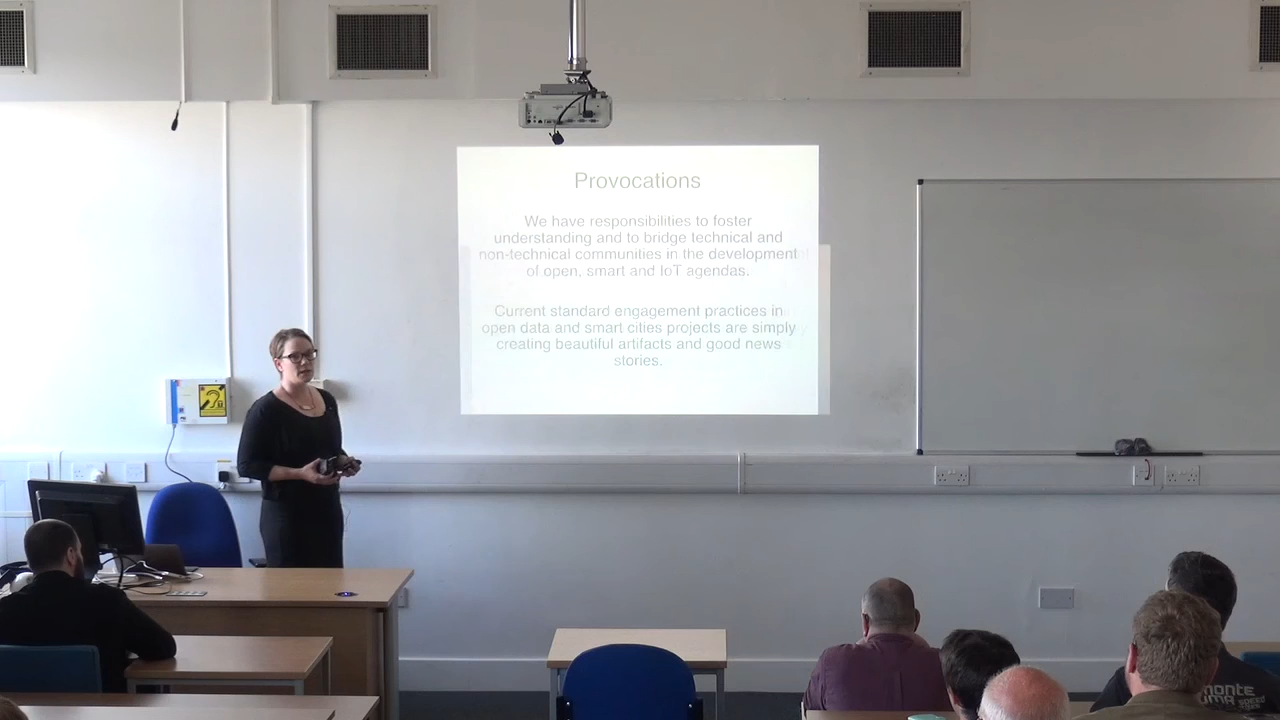 Provocations
We have responsibilities to foster
understanding and to bridge technical and
non-technical communities in the development
of open, smart and IoT agendas.
Current standard engagement practices in
open data and smart cities projects are simply
creating beautiful artifacts and good news
stories.
monte
SPEED